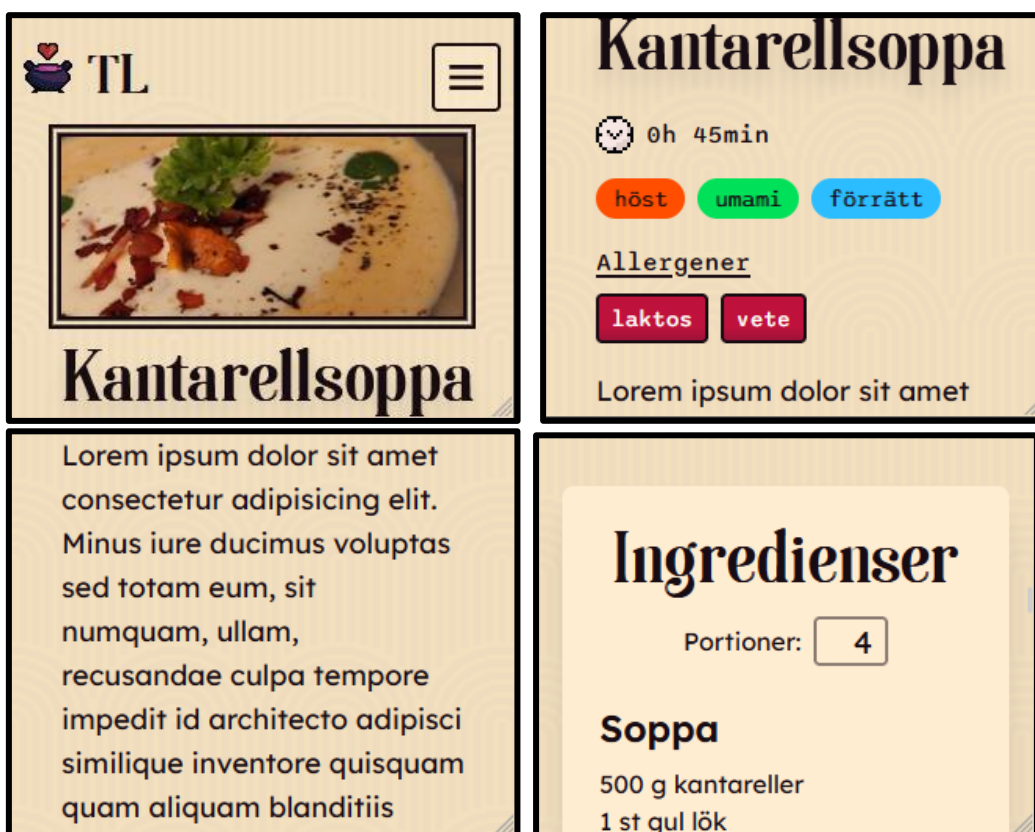 TL
Kantarellsoppa
Kantarellsoppa
0h 45min
höst umami förrätt
Allergener
laktos vete
Lorem ipsum dolor sit amet
Lorem ipsum dolor sit amet
consectetur adipisicing elit.
Minus iure ducimus voluptas
sed totam eum, sit
numquam, ullam,
recusandae culpa tempore
impedit id architecto adipisci
similique inventore quisquam
quam aliquam blanditiis
Ingredienser
Portioner: 4
Soppa
500 g kantareller
1 st gul lök